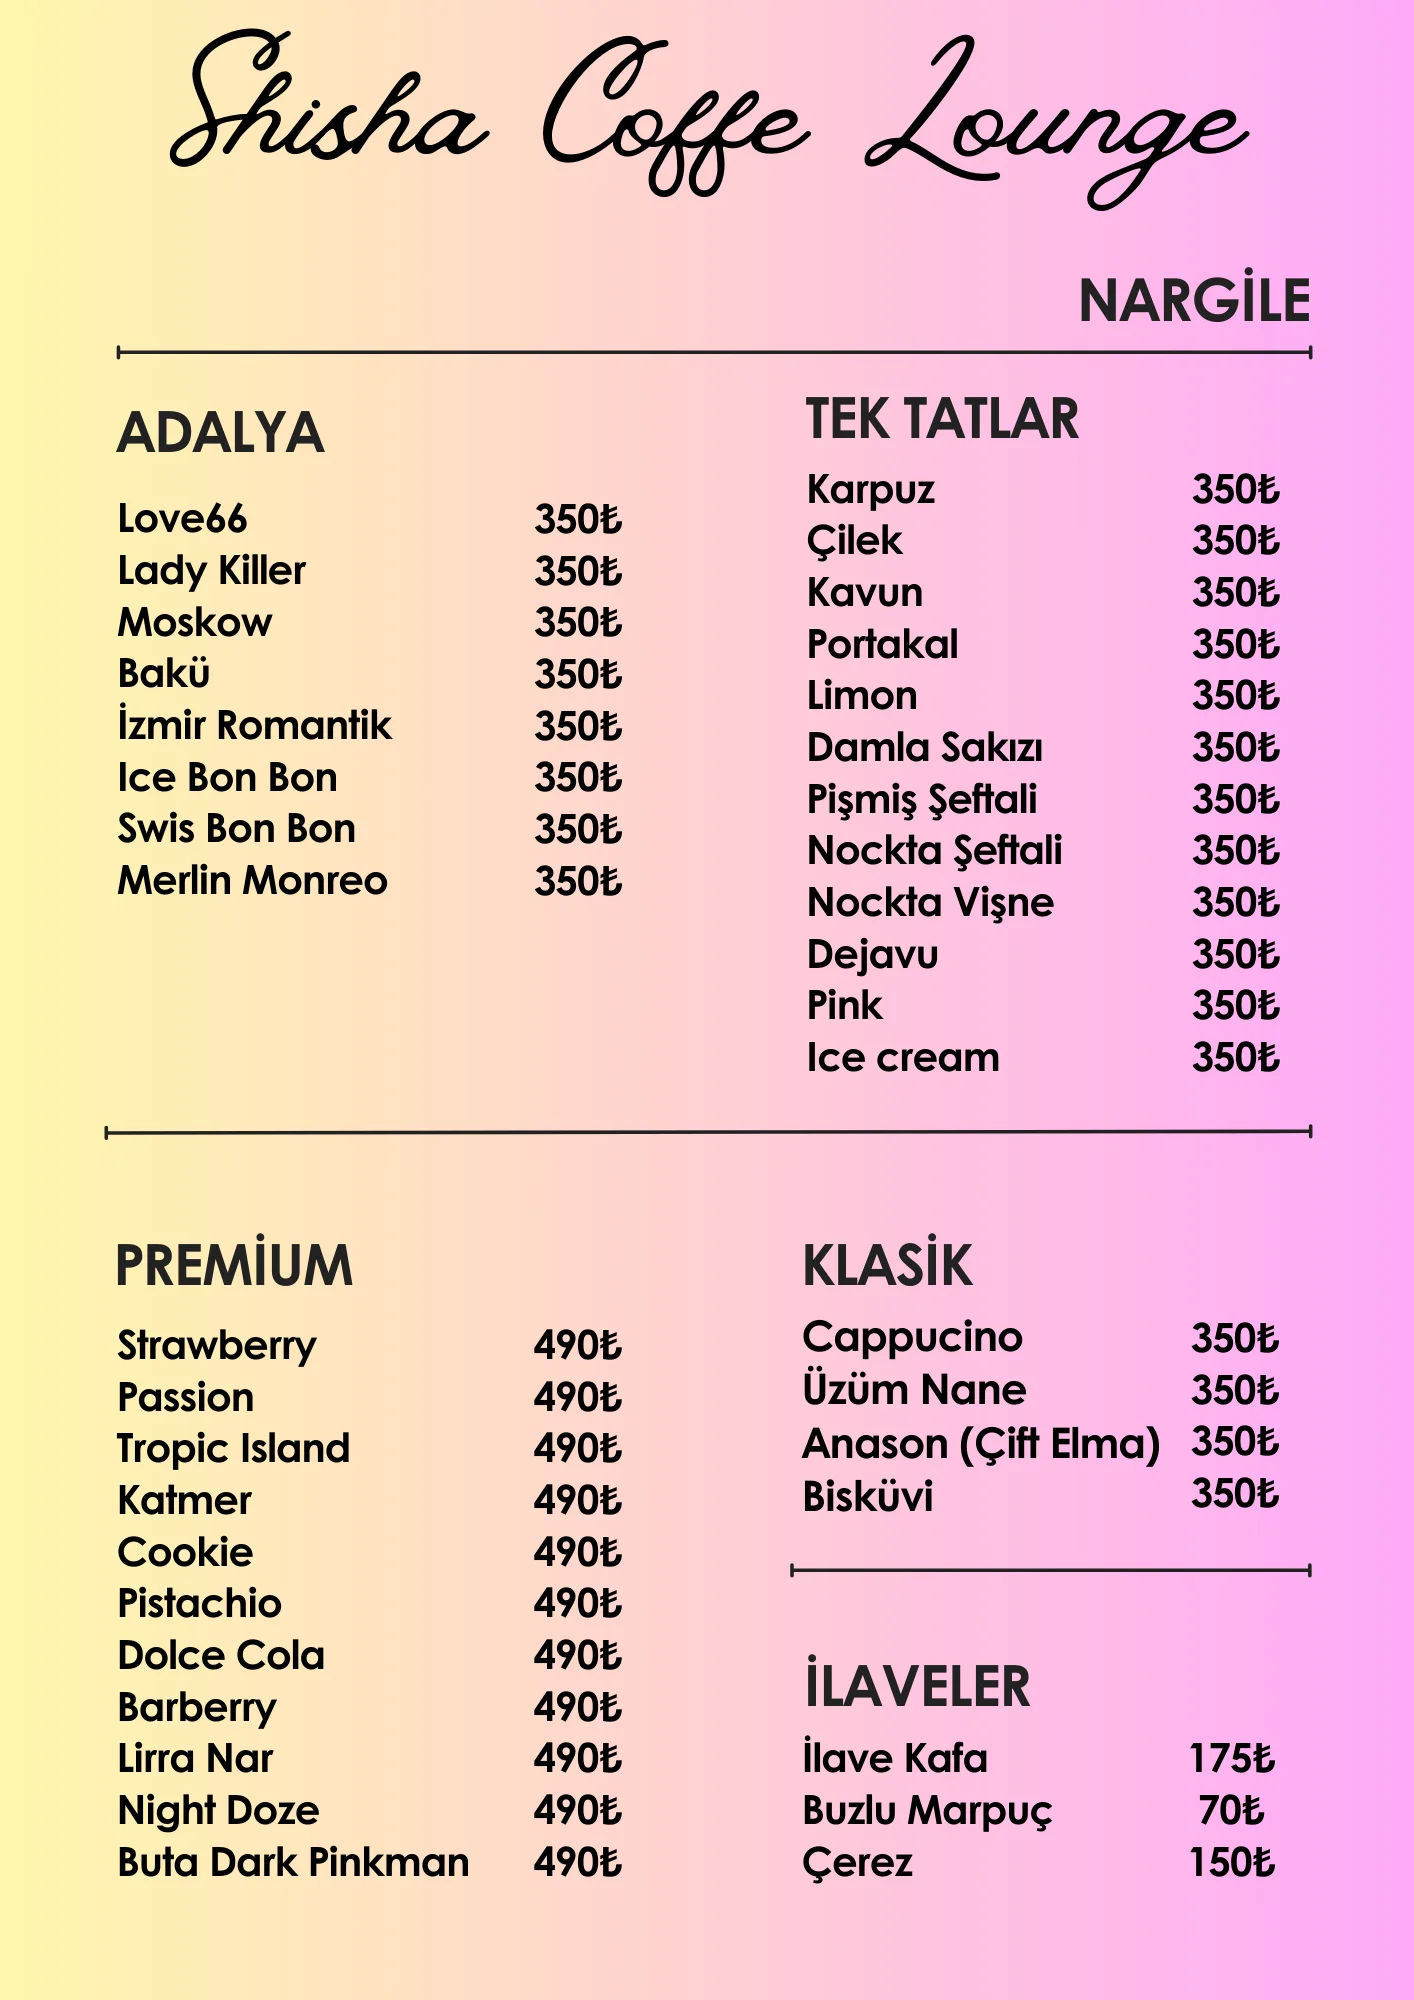 Shisha Coffe Lounge
NARGİLE
ADALYA
Love66 350₺
Lady Killer 350₺
Moskow 350₺
Bakü 350₺
İzmir Romantik 350₺
Ice Bon Bon 350₺
Swis Bon Bon 350₺
Merlin Monreo 350₺
TEK TATLAR
Karpuz 350₺
Çilek 350₺
Kavun 350₺
Portakal 350₺
Limon 350₺
Damla Sakızı 350₺
Pişmiş Şeftali 350₺
Nockta Şeftali 350₺
Nockta Vişne 350₺
Dejavu 350₺
Pink 350₺
Ice cream 350₺
PREMİUM
Strawberry 490₺
Passion 490₺
Tropic Island 490₺
Katmer 490₺
Cookie 490₺
Pistachio 490₺
Dolce Cola 490₺
Barberry 490₺
Lirra Nar 490₺
Night Doze 490₺
Buta Dark Pinkman 490₺
KLASİK
Cappucino 350₺
Üzüm Nane 350₺
Anason (Çift Elma) 350₺
Bisküvi 350₺
İLAVELER
İlave Kafa 175₺
Buzlu Marpuç 70₺
Çerez 150₺